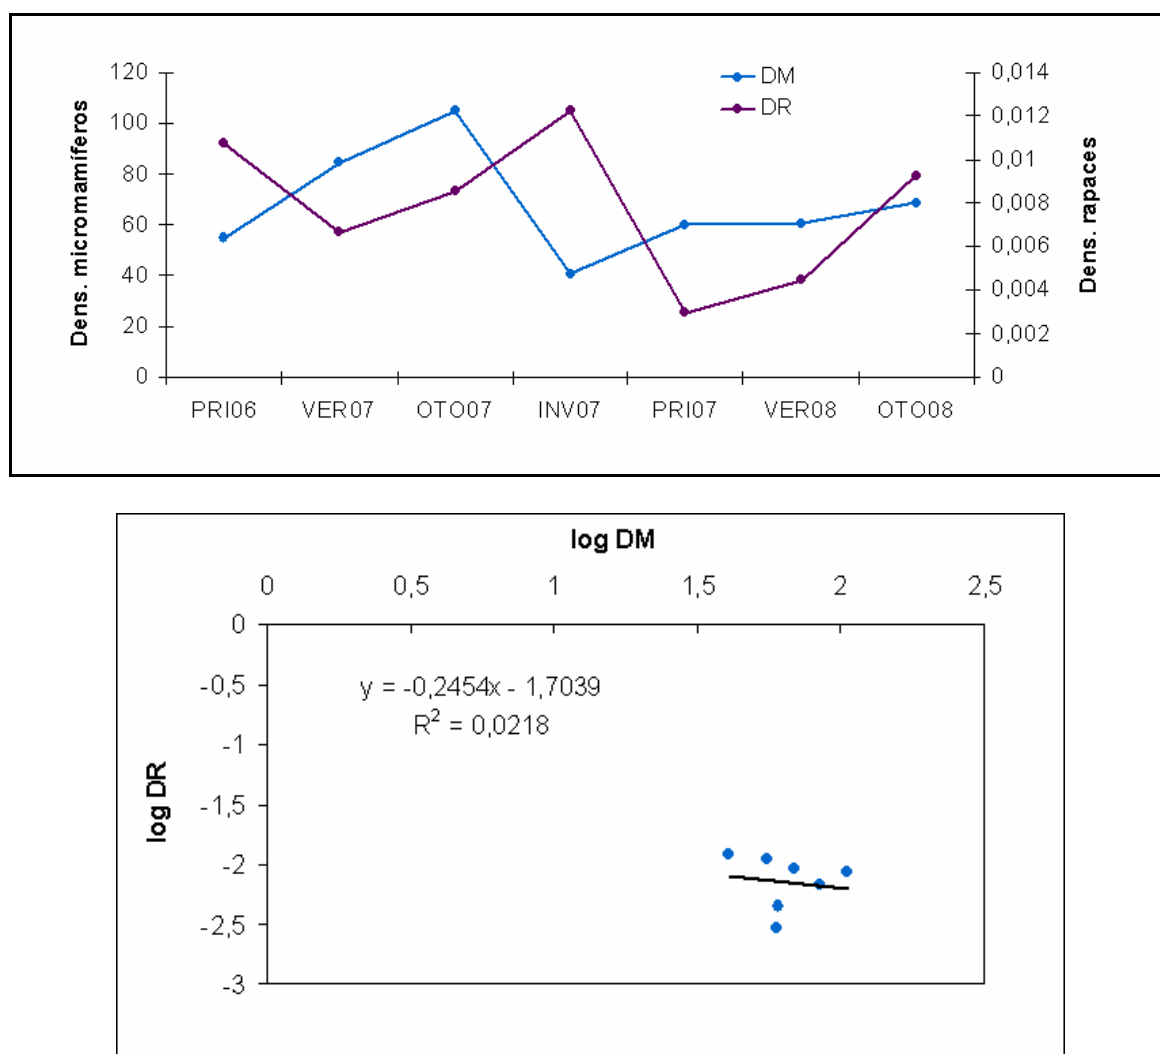 120
100
80
60
40
20
0
Dens. micromamíferos
DM
DR
0,014
0,012
0,01
0,008
0,006
0,004
0,002
0
Dens. rapaces
PRI06 VER07 OTO07 INV07 PRI07 VER08 OTO08
log DM
0 0,5 1 1,5 2 2,5
0
-0,5
-1
-1,5
-2
-2,5
-3
log DR
y = -0,2454x - 1,7039
R² = 0,0218